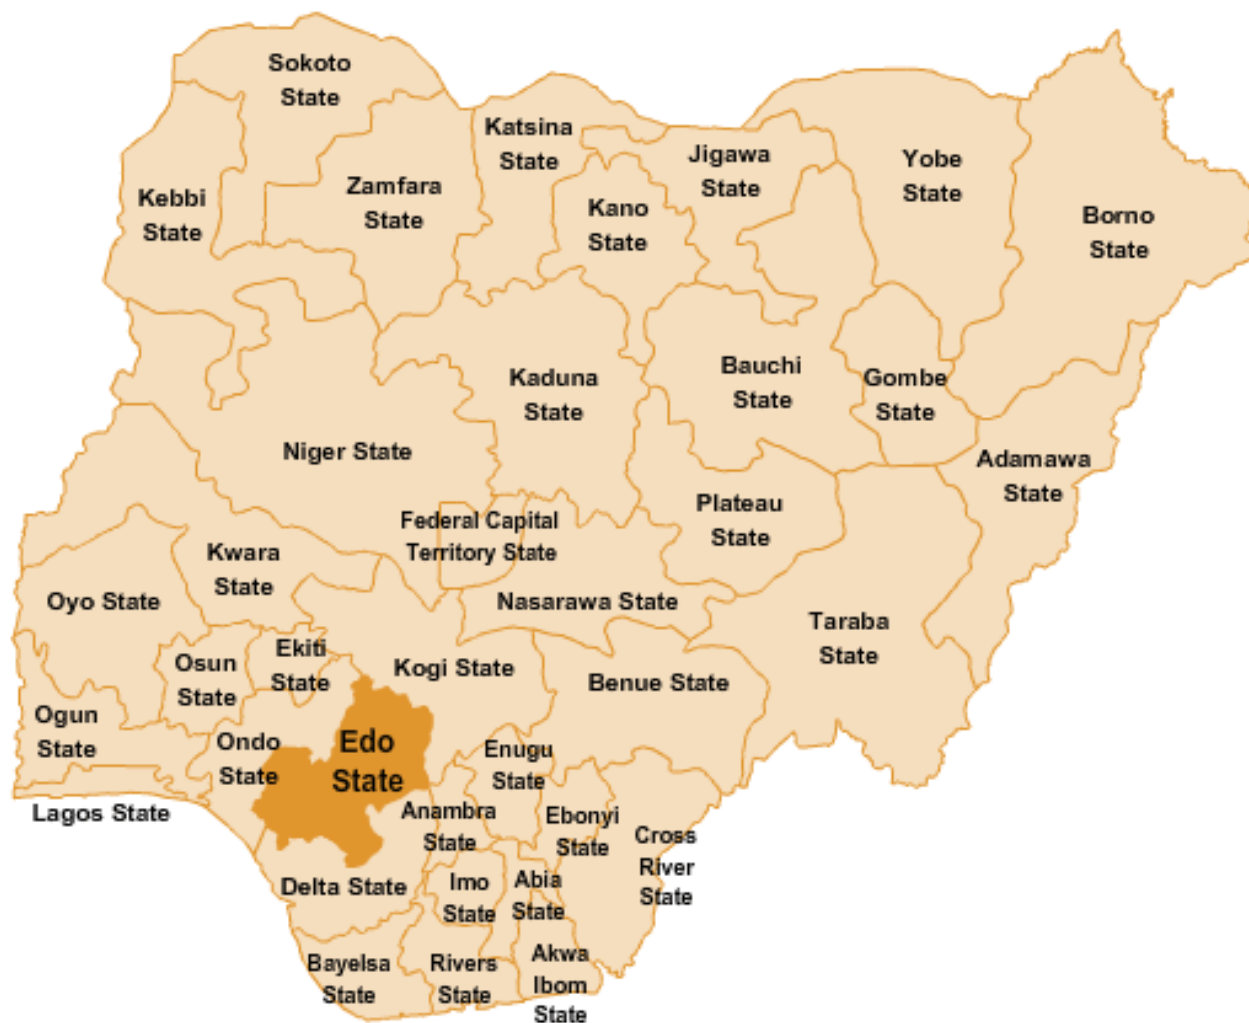 Sokoto
State
Katsina
State
Jigawa
State
Yobe
State
Kebbi
State
Zamfara
State
Kano
State
Borno
State
Kaduna
State
Bauchi
State
Gombe
State
Niger State
Adamawa
State
Plateau
State
Federal Capital
Territory State
Kwara
State
Oyo State
Nasarawa State
Taraba
State
Ekiti
State
Osun
State
Kogi State
Benue State
Ogun
State
Ondo
State
Edo
State
Enugu
State
Lagos State
Anambra
State
Ebonyi
State
Cross
River
State
Delta State
Imo
State
Abia
State
Bayelsa
State
Rivers
State
Akwa
Ibom
State